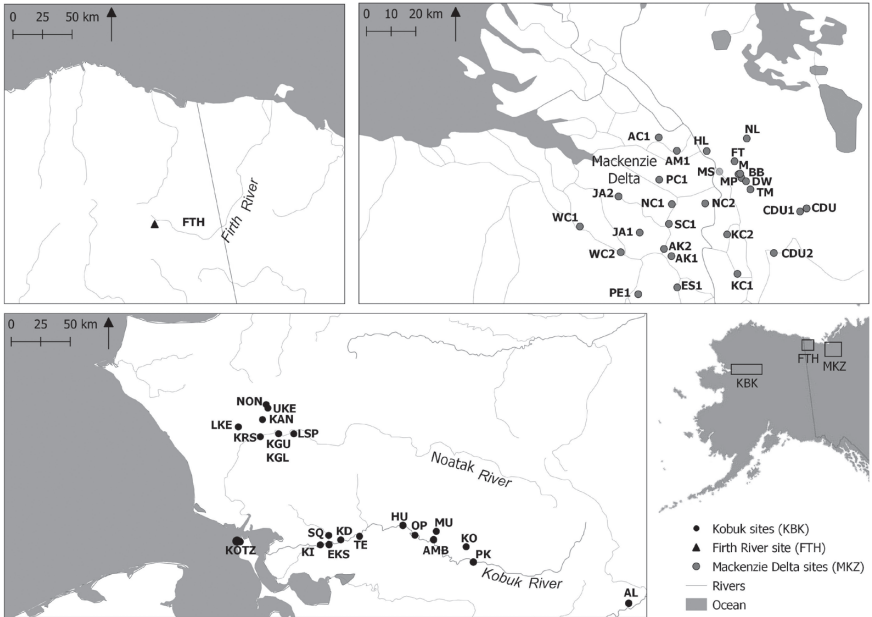 0 25 50 km
FTH
Firth River
0 10 20 km
AC1
HL
NL
AM1
FT
M
Mackenzie
Delta
MS
BB
PC1
MP
DW
TM
JA2
NC1
NC2
CDU1
CDU
WC1
SC1
JA1
KC2
AK2
WC2
AK1
CDU2
KC1
ES1
PE1
0 25 50 km
NON
UKE
KAN
LKE
LSP
KRS
KGU
KGL
Noatak River
HU
MU
SQ
KD
OP
KOTZ
KI
EKS
TE
AMB
KO
PK
Kobuk River
AL
FTH
MKZ
KBK
Kobuk sites (KBK)
Firth River site (FTH)
Mackenzie Delta sites (MKZ)
Rivers
Ocean